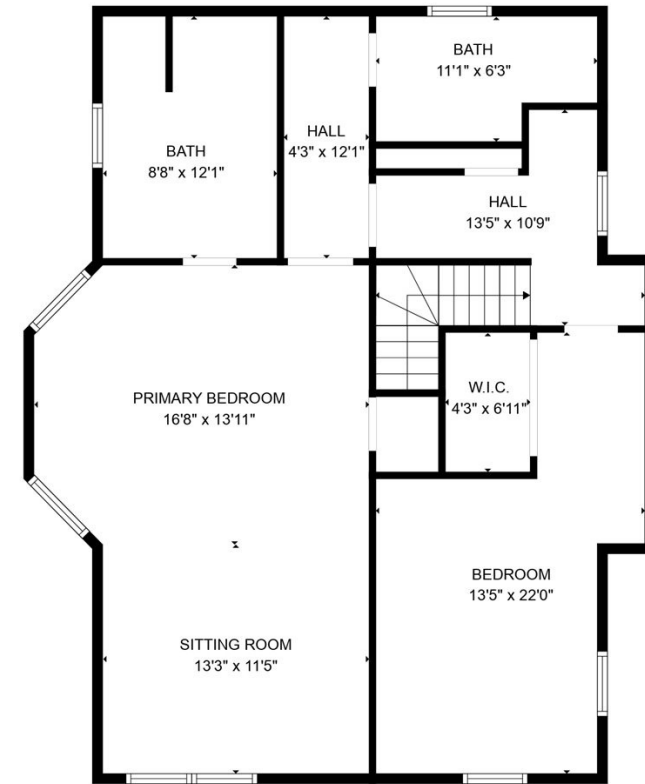 BATH
11'1" x 6'3"
BATH
8'8" x 12'1"
HALL
4'3" x 12'1"
HALL
13'5" x 10'9"
PRIMARY BEDROOM
16'8" x 13'11"
W.I.C.
4'3" x 6'11"
BEDROOM
13'5" x 22'0"
SITTING ROOM
13'3" x 11'5"